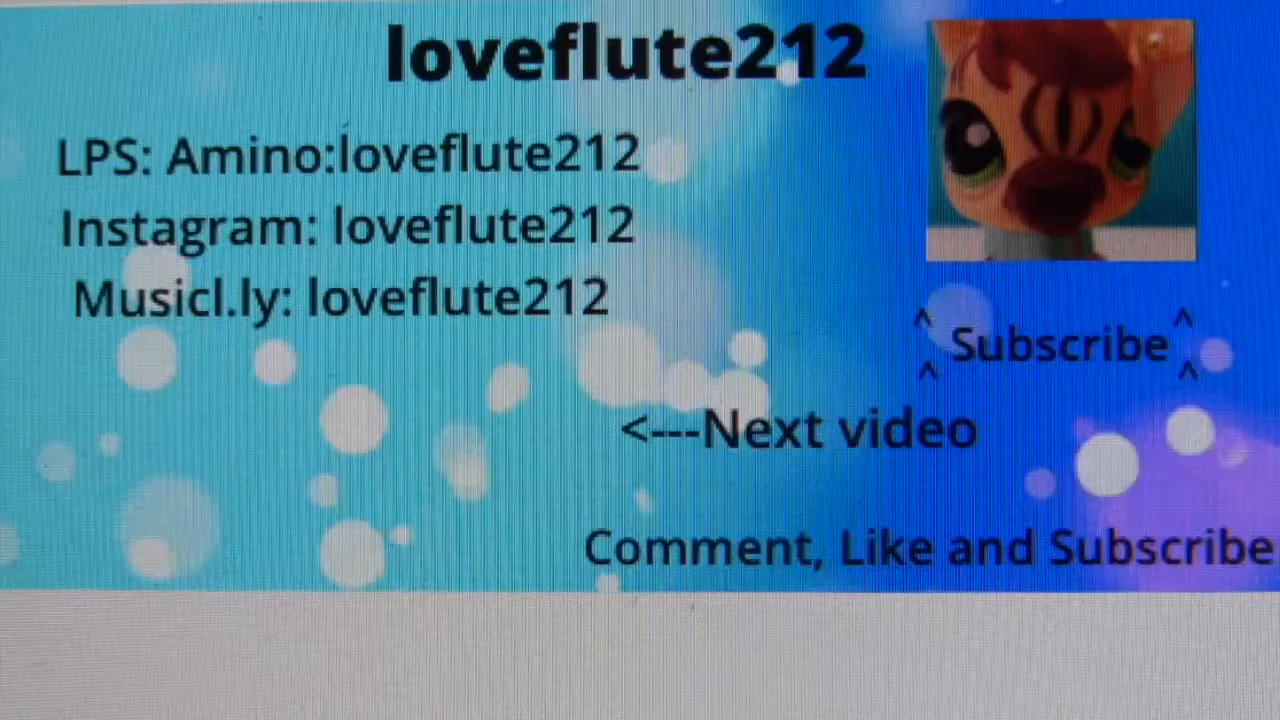 loveflute212
LPS: Amino:loveflute212
Instagram: loveflute212
Musicl.ly: loveflute212
^ Subscribe ^
^ ^
<---Next video
Comment, Like and Subscribe